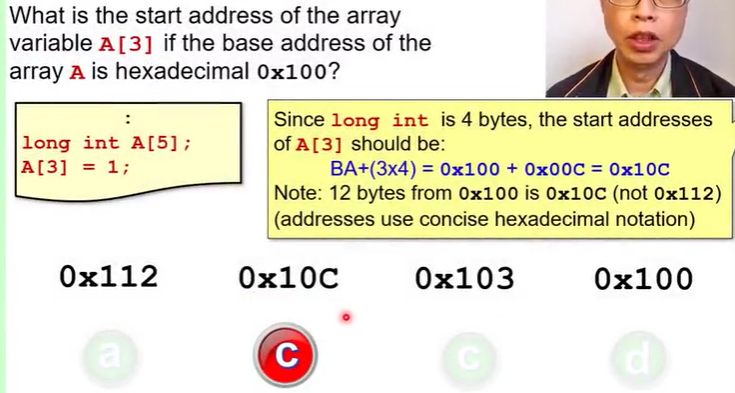 What is the start address of the array
variable A[3] if the base address of the
array A is hexadecimal 0x100?
:
long int A[5];
A[3] = 1;
Since long int is 4 bytes, the start addresses
of A[3] should be:
BA+(3x4) = 0x100 + 0x00C = 0x10C
Note: 12 bytes from 0x100 is 0x10C (not 0x112)
(addresses use concise hexadecimal notation)
0x112 0x10C 0x103 0x100
a C c d